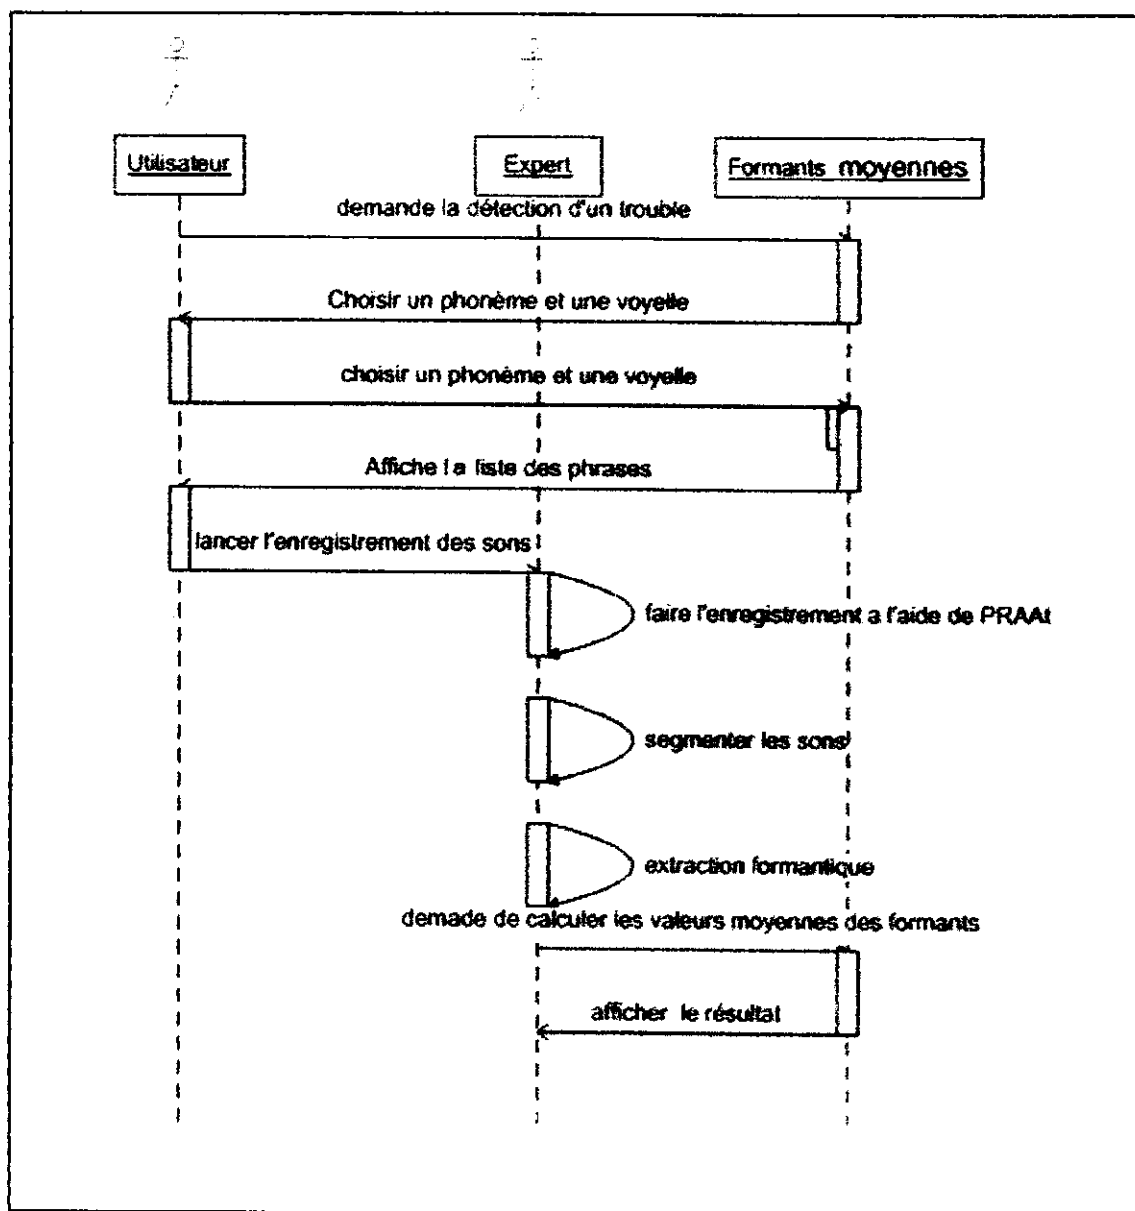 Utilisateur
Expert
Formants moyennes
demande la détection d'un trouble
Choisir un phonème et une voyelle
choisir un phonème et une voyelle
Affiche la liste des phrases
lancer l'enregistrement des sons
faire l'enregistrement a l'aide de PRAAt
segmenter les sons
extraction formantique
demade de calculer les valeurs moyennes des formants
afficher le résultat